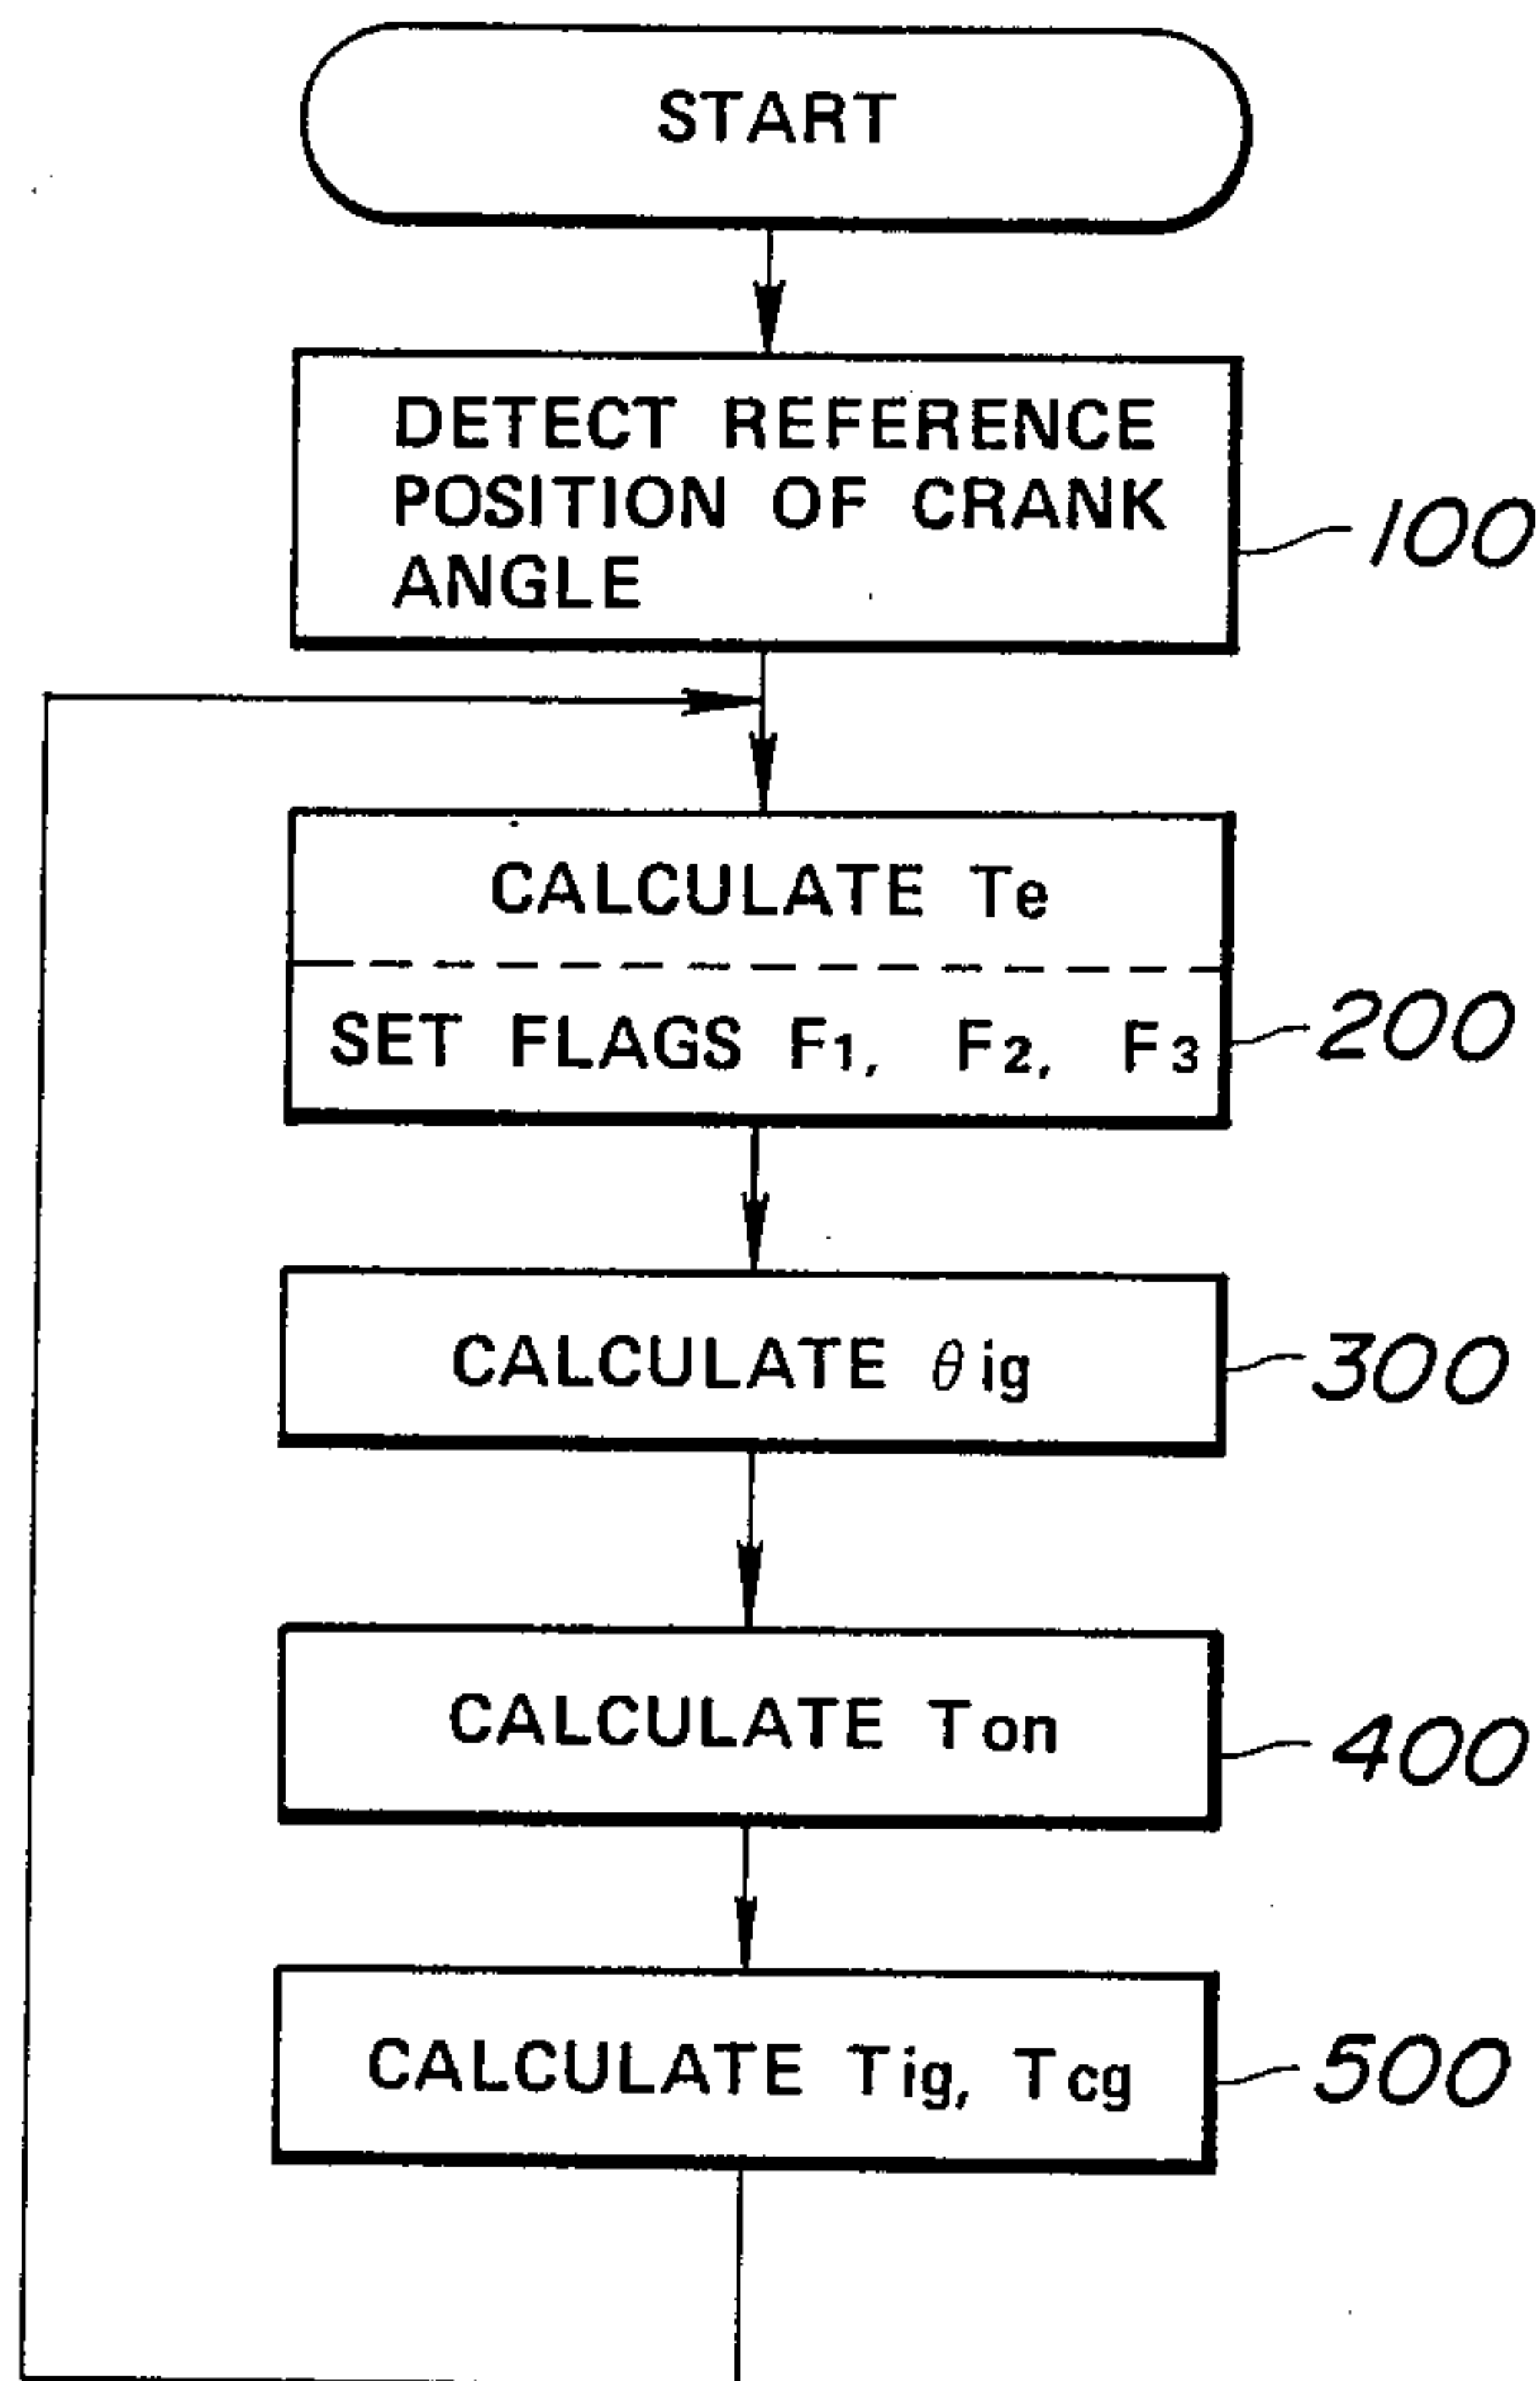 START
DETECT REFERENCE
POSITION OF CRANK
ANGLE
100
CALCULATE Te
SET FLAGS F1, F2, F3
200
CALCULATE θig
300
CALCULATE Ton
400
CALCULATE Tig, Tcg
500